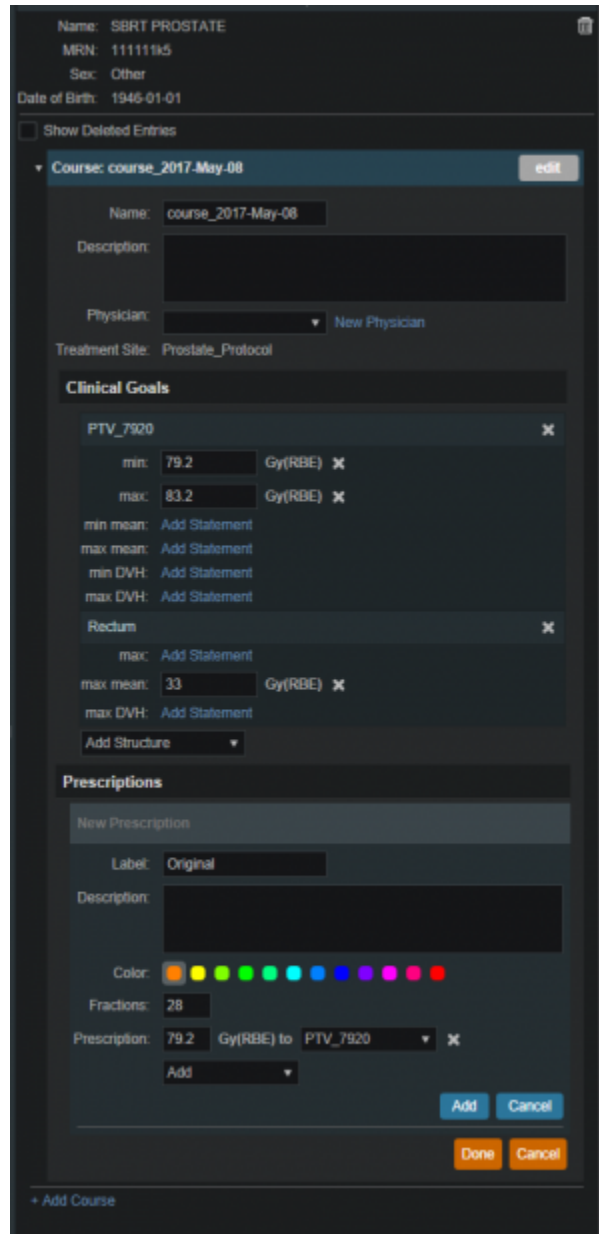 Name: SBRT PROSTATE
MRN: 111111k5
Sex: Other
Date of Birth: 1946-01-01
Show Deleted Entries
Course: course_2017-May-08 edit
Name: course_2017-May-08
Description:
Physician: New Physician
Treatment Site: Prostate_Protocol
Clinical Goals
PTV_7920
min: 79.2 Gy(RBE)
max: 83.2 Gy(RBE)
min mean: Add Statement
max mean: Add Statement
min DVH: Add Statement
max DVH: Add Statement
Rectum
max: Add Statement
max mean: 33 Gy(RBE)
max DVH: Add Statement
Add Structure
Prescriptions
New Prescription
Label: Original
Description:
Color:
Fractions: 28
Prescription: 79.2 Gy(RBE) to PTV_7920
Add
Add Cancel
Done Cancel
+ Add Course